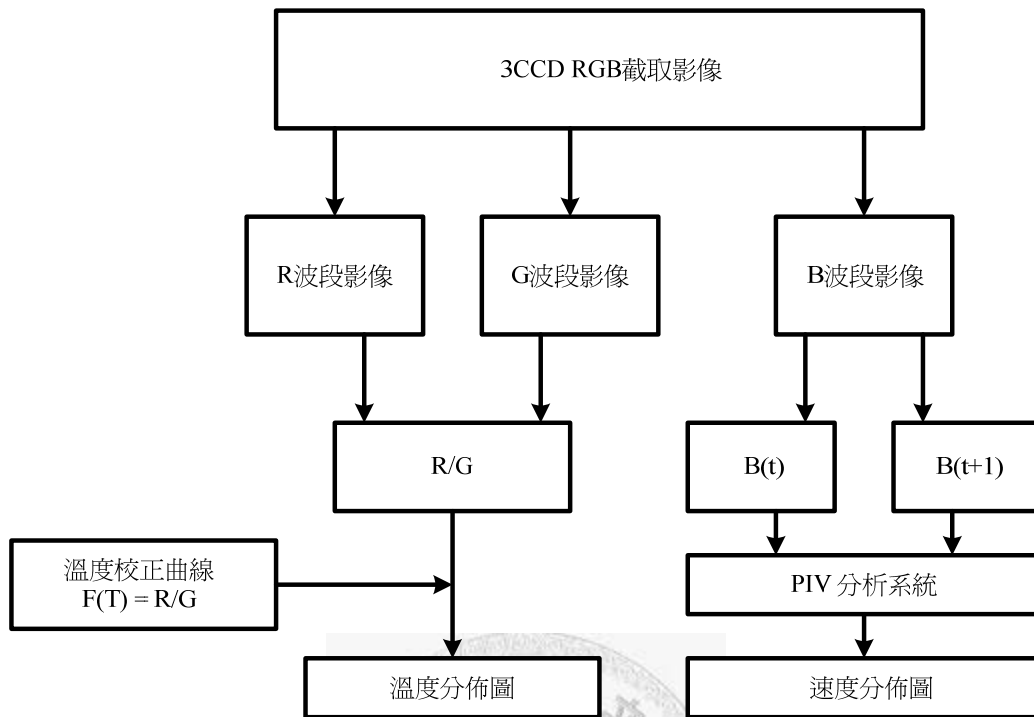 3CCD RGB截取影像
R波段影像
G波段影像
B波段影像
R/G
B(t)
B(t+1)
溫度校正曲線
F(T) = R/G
PIV 分析系統
溫度分佈圖
速度分佈圖